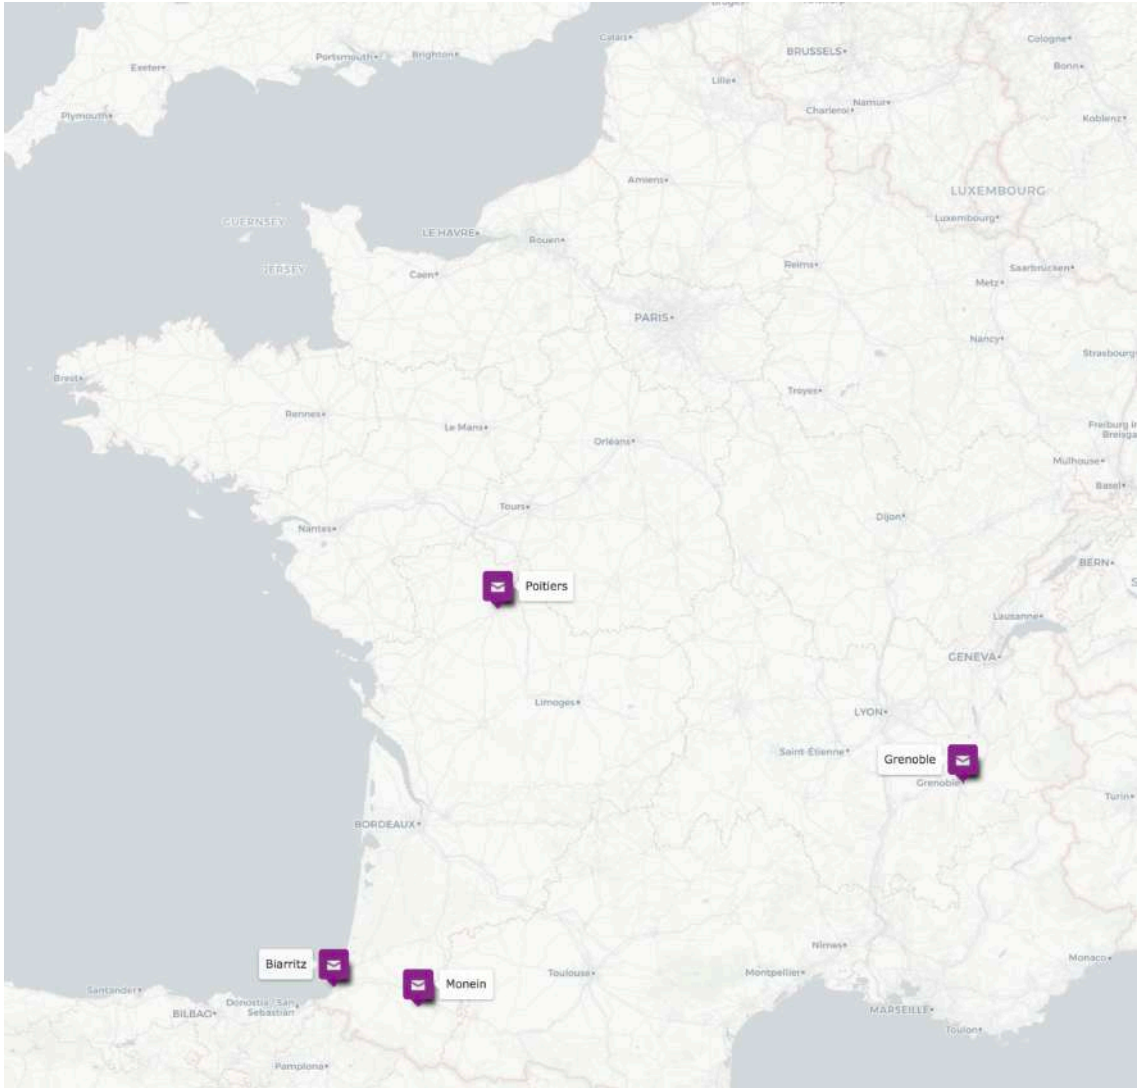 Calais
BRUSSELS
Cologne
Exeter
Portsmouth
Brighton
Bonn
Lille
Namur
Charleroi
Plymouth
Koblenz
Amiens
LUXEMBOURG
GUERNSEY
Luxembourg
LE HAVRE
Rouen
JERSEY
Caen
Reims
Saarbrücken
Metz
PARIS
Nancy
Strasbourg
Brest
Troyes
Rennes
Le Mans
Orléans
Freiburg im
Breisga
Mulhouse
Basel
Tours
Nantes
Dijon
BERN
Poitiers
Lausanne
GENEVA
Limoges
LYON
Saint-Étienne
Grenoble
Grenoble
Turin
BORDEAUX
Nîmes
Biarritz
Monein
Toulouse
Montpellier
Monaco
Santander
Donostia / San
Sebastián
BILBAO
MARSEILLE
Toulon
Pamplona